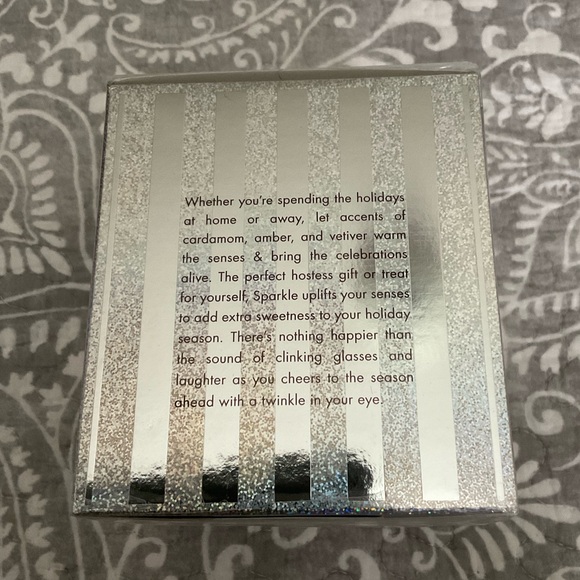 Whether you're spending the holidays
at home or away, let accents of
cardamom, amber, and vetiver warm
the senses & bring the celebrations
alive. The perfect hostess gift or treat
for yourself, Sparkle uplifts your senses
to add extra sweetness to your holiday
season. There's nothing happier than
the sound of clinking glasses and
laughter as you cheers to the season
ahead with a twinkle in your eye.